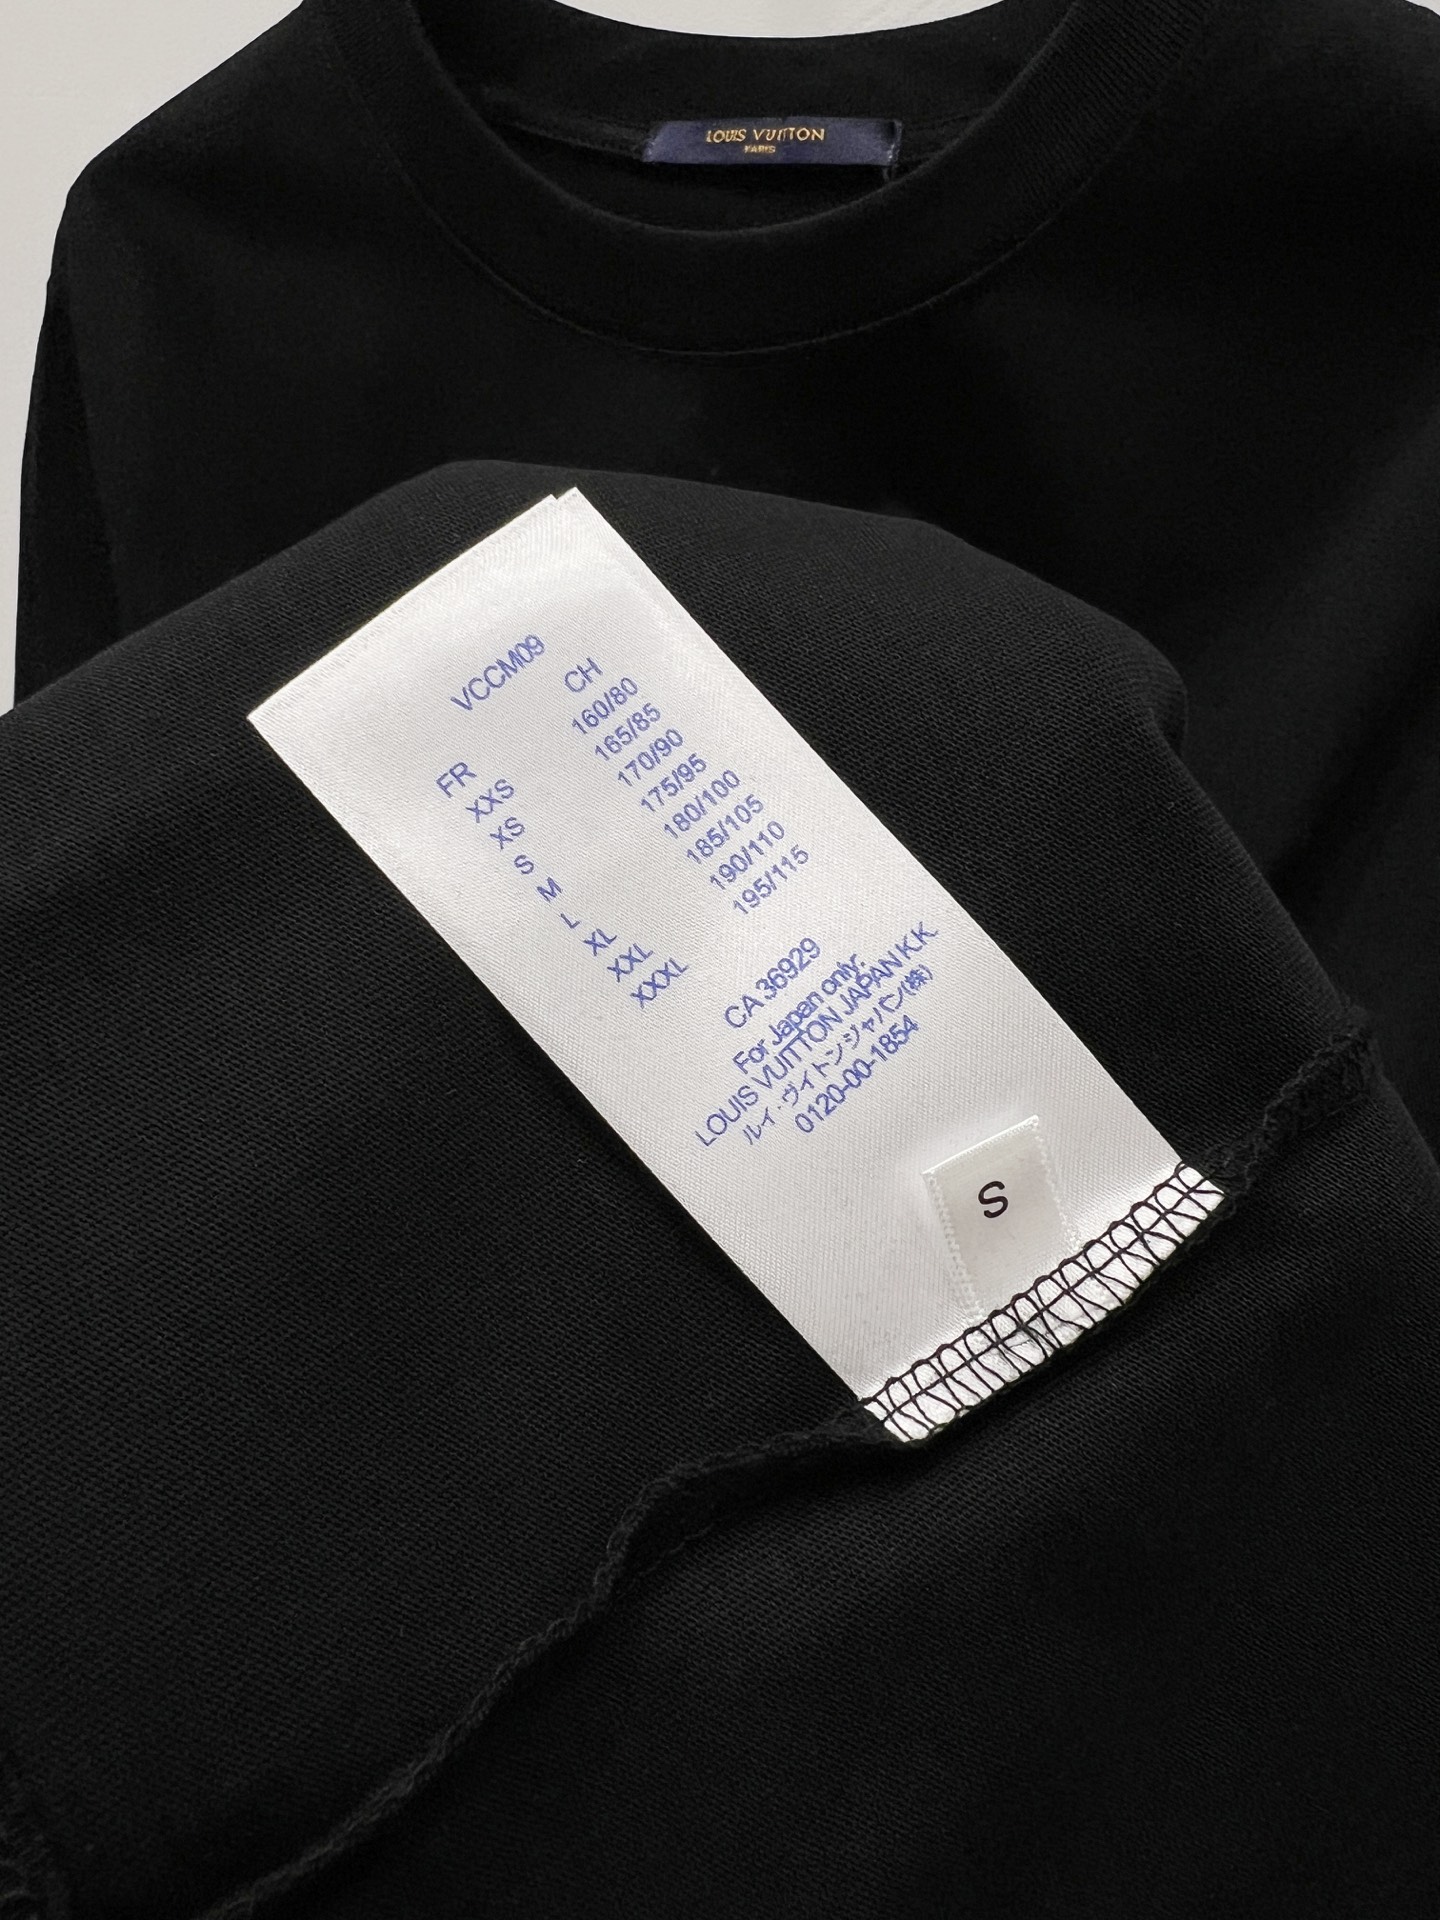 LOUIS VUITTON
PARIS
VCCM09
FR CH
XXS 160/80
XS 165/85
S 170/90
M 175/95
L 180/100
XL 185/105
XXL 190/110
XXXL 195/115
CA 36929
For Japan only:
LOUIS VUITTON JAPAN K.K
ルイ・ヴィトン ジャパン(株)
0120-00-1854
S